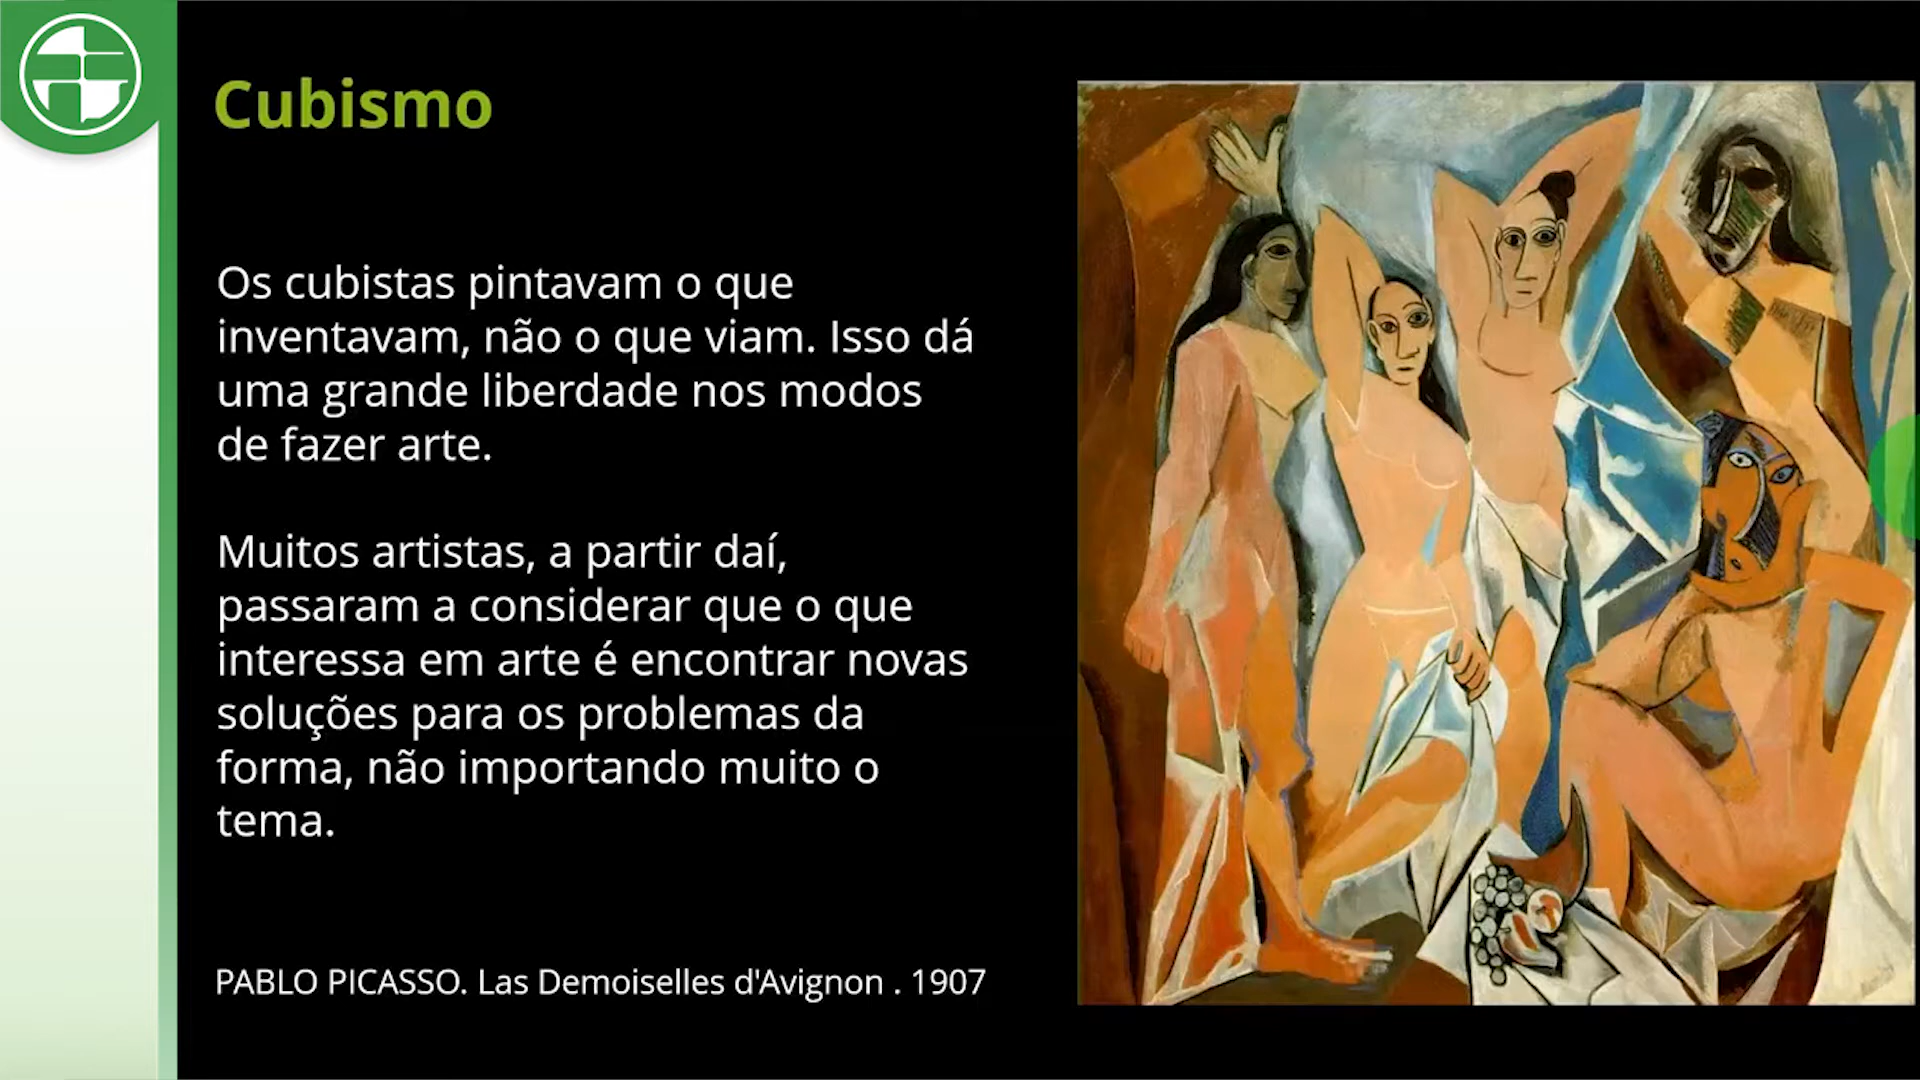 Cubismo
Os cubistas pintavam o que
inventavam, não o que viam. Isso dá
uma grande liberdade nos modos
de fazer arte.
Muitos artistas, a partir daí,
passaram a considerar que o que
interessa em arte é encontrar novas
soluções para os problemas da
forma, não importando muito o
tema.
PABLO PICASSO. Las Demoiselles d'Avignon . 1907